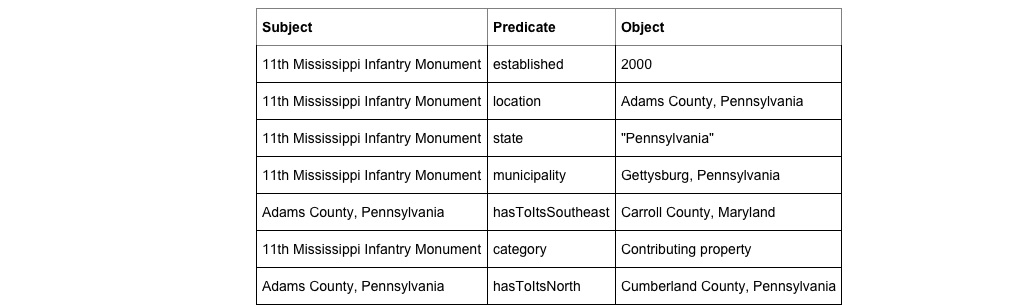 Subject Predicate Object
11th Mississippi Infantry Monument established 2000
11th Mississippi Infantry Monument location Adams County, Pennsylvania
11th Mississippi Infantry Monument state "Pennsylvania"
11th Mississippi Infantry Monument municipality Gettysburg, Pennsylvania
Adams County, Pennsylvania hasToItsSoutheast Carroll County, Maryland
11th Mississippi Infantry Monument category Contributing property
Adams County, Pennsylvania hasToItsNorth Cumberland County, Pennsylvania